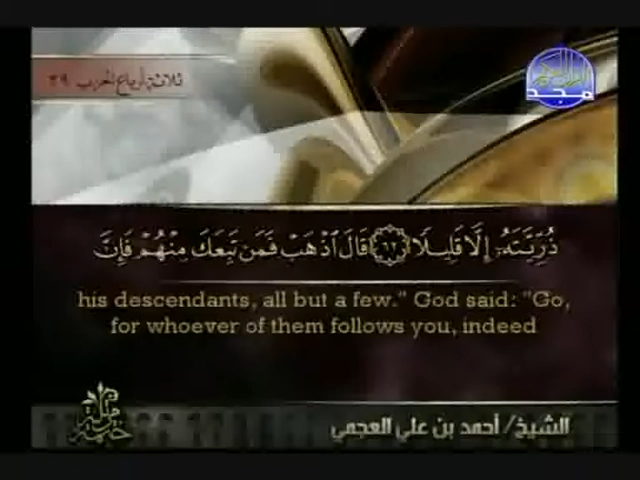 ثلاثة أرباع الحزب ٢٩
مجد
ذُرِّيَّتَهُۥٓ إِلَّا قَلِيلًا ٦٢ قَالَ ٱذْهَبْ فَمَن تَبِعَكَ مِنْهُمْ فَإِنَّ
his descendants, all but a few." God said: "Go,
for whoever of them follows you, indeed
الشيخ/ أحمد بن علي العجمي